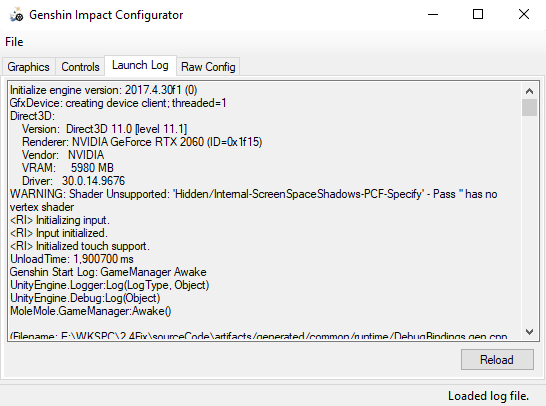 Genshin Impact Configurator
File
Graphics Controls Launch Log Raw Config
Initialize engine version: 2017.4.30f1 (0)
GfxDevice: creating device client; threaded=1
Direct3D:
Version: Direct3D 11.0 [level 11.1]
Renderer: NVIDIA GeForce RTX 2060 (ID=0x1f15)
Vendor: NVIDIA
VRAM: 5980 MB
Driver: 30.0.14.9676
WARNING: Shader Unsupported: 'Hidden/Internal-ScreenSpaceShadows-PCF-Specify' - Pass '' has no
vertex shader
<RI> Initializing input.
<RI> Input initialized.
<RI> Initialized touch support.
UnloadTime: 1,900700 ms
Genshin Start Log: GameManager Awake
UnityEngine.Logger:Log(LogType, Object)
UnityEngine.Debug:Log(Object)
MoleMole.GameManager:Awake()
(Filename: E:\WKSPC\2.4Fix\sourceCode\artifacts/generated/common/runtime/DebugBindings.gen.cpp
Reload
Loaded log file.